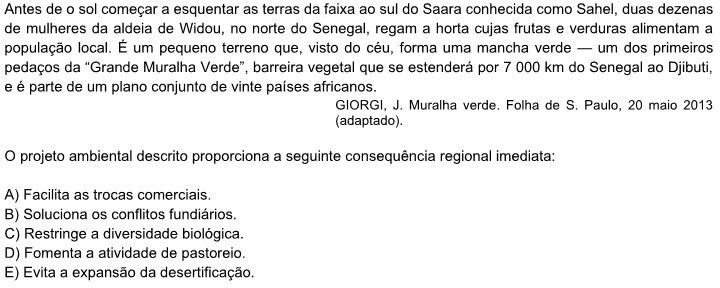 Antes de o sol começar a esquentar as terras da faixa ao sul do Saara conhecida como Sahel, duas dezenas
de mulheres da aldeia de Widou, no norte do Senegal, regam a horta cujas frutas e verduras alimentam a
população local. É um pequeno terreno que, visto do céu, forma uma mancha verde — um dos primeiros
pedaços da “Grande Muralha Verde”, barreira vegetal que se estenderá por 7 000 km do Senegal ao Djibuti,
e é parte de um plano conjunto de vinte países africanos.
GIORGI, J. Muralha verde. Folha de S. Paulo, 20 maio 2013
(adaptado).
O projeto ambiental descrito proporciona a seguinte consequência regional imediata:
A) Facilita as trocas comerciais.
B) Soluciona os conflitos fundiários.
C) Restringe a diversidade biológica.
D) Fomenta a atividade de pastoreio.
E) Evita a expansão da desertificação.